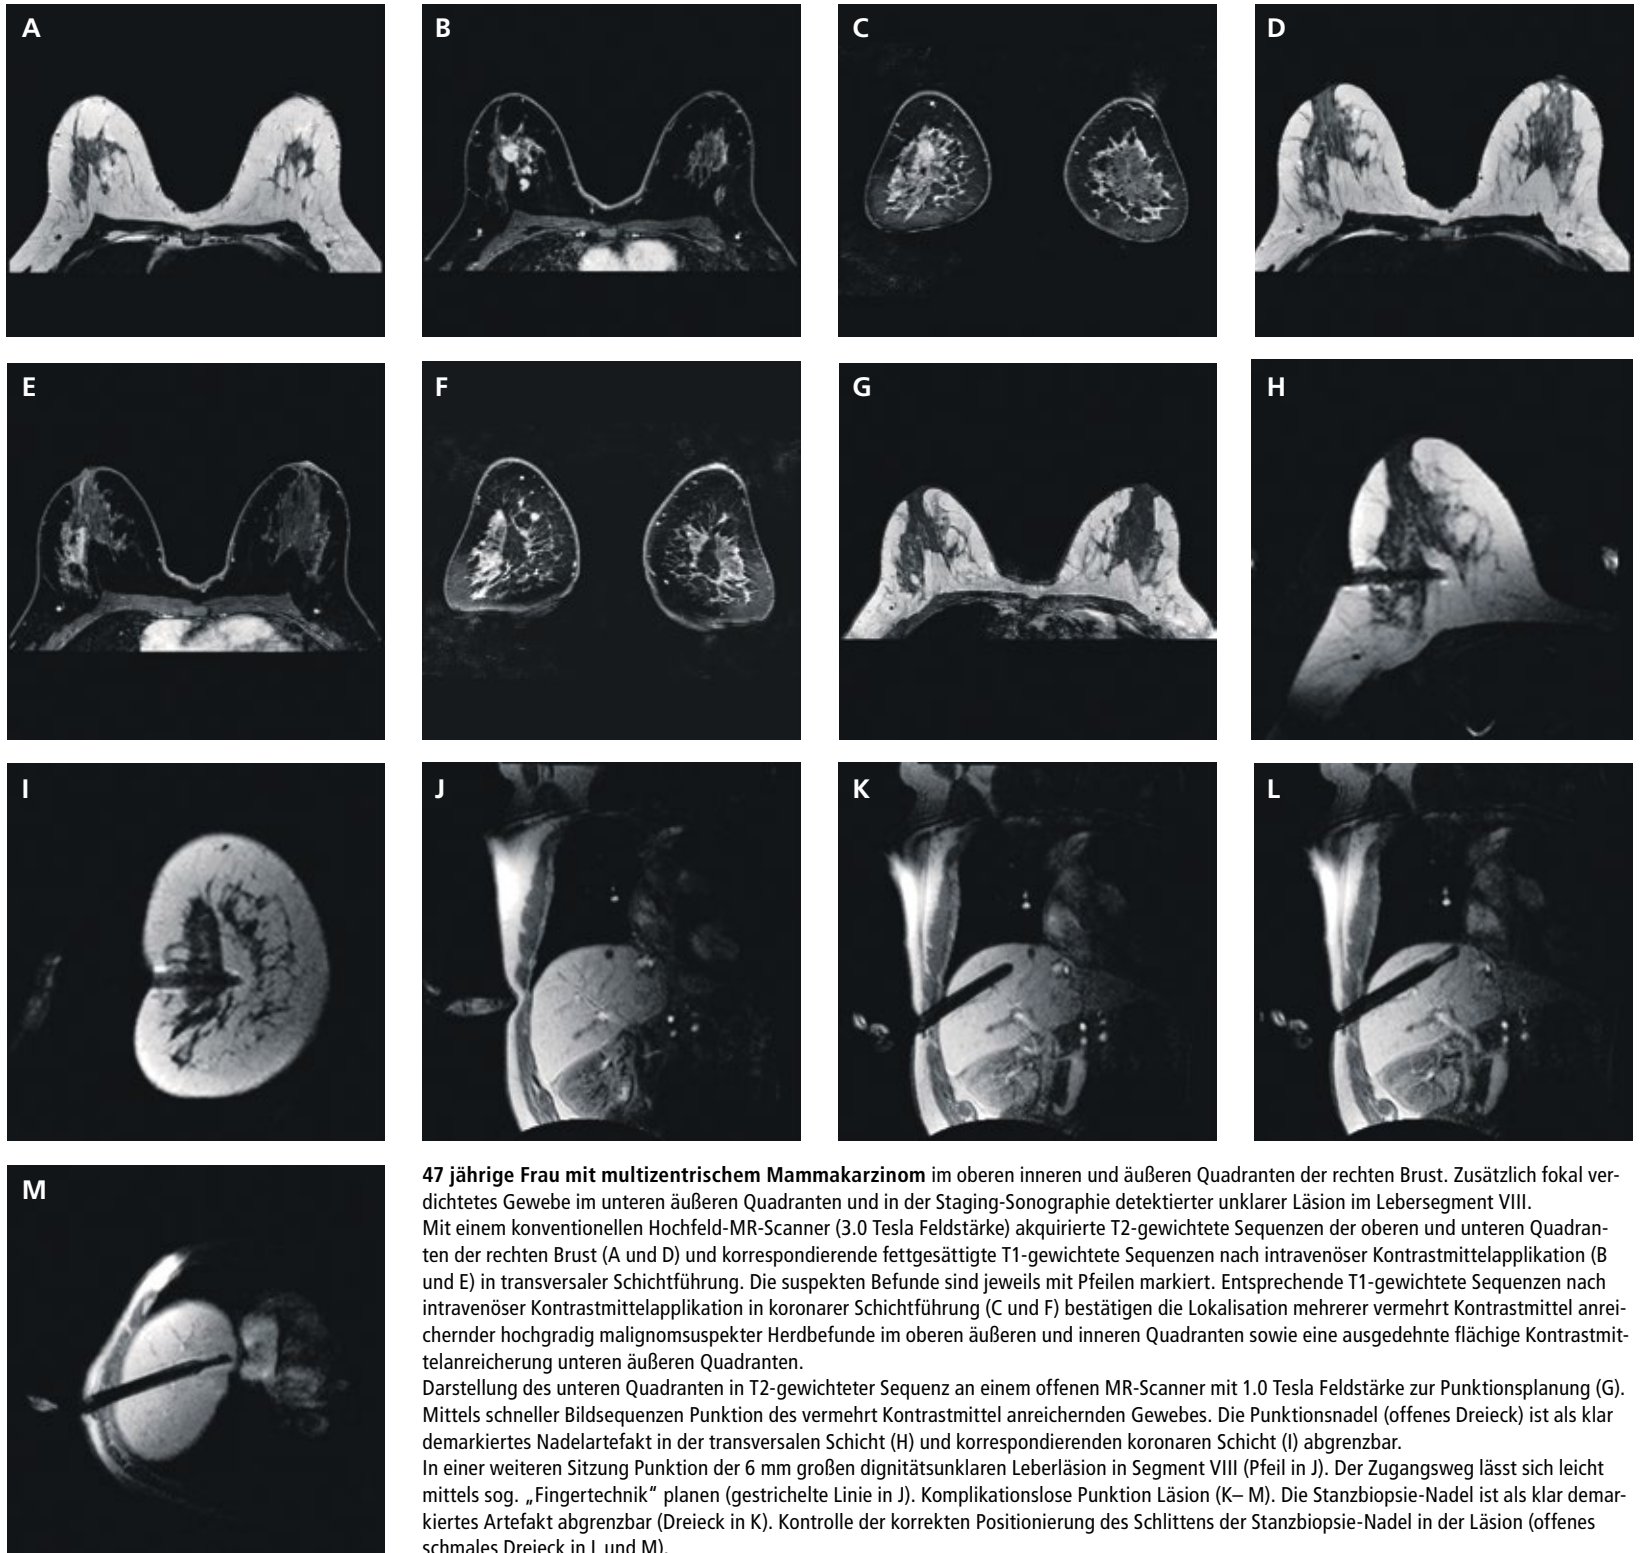 A
B
C
D
E
F
G
H
I
J
K
L
M
47 jährige Frau mit multizentrischem Mammakarzinom im oberen inneren und äußeren Quadranten der rechten Brust. Zusätzlich fokal ver-
dichtetes Gewebe im unteren äußeren Quadranten und in der Staging-Sonographie detektierter unklarer Läsion im Lebersegment VIII.
Mit einem konventionellen Hochfeld-MR-Scanner (3.0 Tesla Feldstärke) akquirierte T2-gewichtete Sequenzen der oberen und unteren Quadran-
ten der rechten Brust (A und D) und korrespondierende fettgesättigte T1-gewichtete Sequenzen nach intravenöser Kontrastmittelapplikation (B
und E) in transversaler Schichtführung. Die suspekten Befunde sind jeweils mit Pfeilen markiert. Entsprechende T1-gewichtete Sequenzen nach
intravenöser Kontrastmittelapplikation in koronarer Schichtführung (C und F) bestätigen die Lokalisation mehrerer vermehrt Kontrastmittel anrei-
chernder hochgradig malignomsuspekter Herdbefunde im oberen äußeren und inneren Quadranten sowie eine ausgedehnte flächige Kontrastmit-
telanreicherung unteren äußeren Quadranten.
Darstellung des unteren Quadranten in T2-gewichteter Sequenz an einem offenen MR-Scanner mit 1.0 Tesla Feldstärke zur Punktionsplanung (G).
Mittels schneller Bildsequenzen Punktion des vermehrt Kontrastmittel anreichernden Gewebes. Die Punktionsnadel (offenes Dreieck) ist als klar
demarkiertes Nadelartefakt in der transversalen Schicht (H) und korrespondierenden koronaren Schicht (I) abgrenzbar.
In einer weiteren Sitzung Punktion der 6 mm großen dignitätsunklaren Leberläsion in Segment VIII (Pfeil in J). Der Zugangsweg lässt sich leicht
mittels sog. „Fingertechnik“ planen (gestrichelte Linie in J). Komplikationslose Punktion Läsion (K– M). Die Stanzbiopsie-Nadel ist als klar demar-
kiertes Artefakt abgrenzbar (Dreieck in K). Kontrolle der korrekten Positionierung des Schlittens der Stanzbiopsie-Nadel in der Läsion (offenes
schmales Dreieck in L und M).